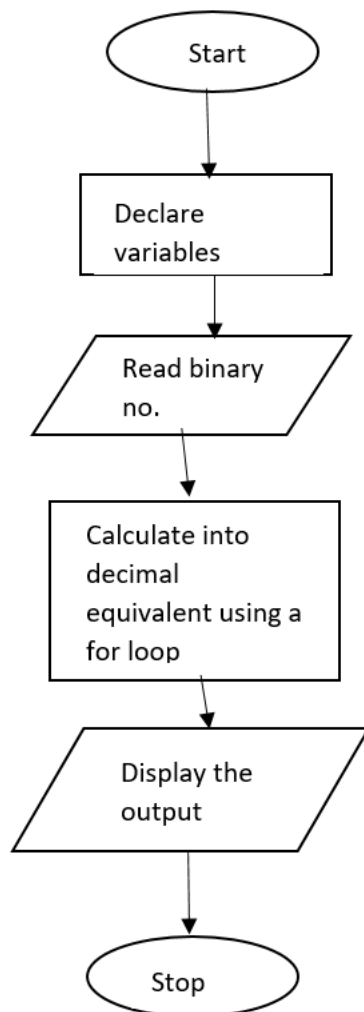 Start
Declare
variables
Read binary
no.
Calculate into
decimal
equivalent using a
for loop
Display the
output
Stop